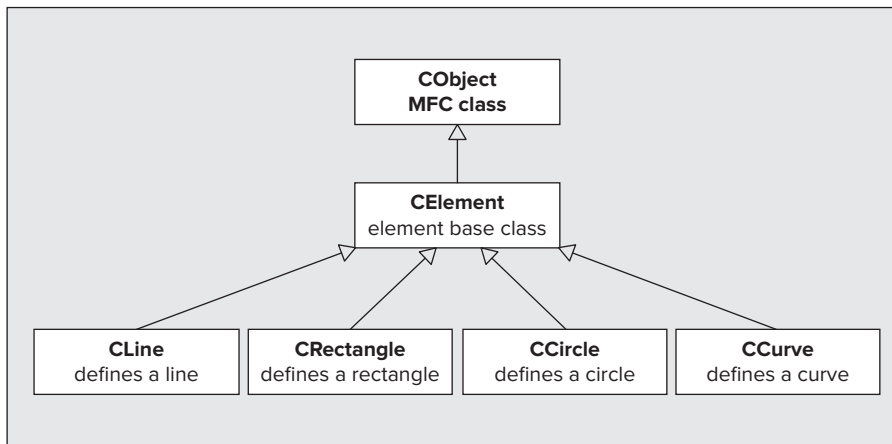 CObject
MFC class
CElement
element base class
CLine
defines a line
CRectangle
defines a rectangle
CCircle
defines a circle
CCurve
defines a curve